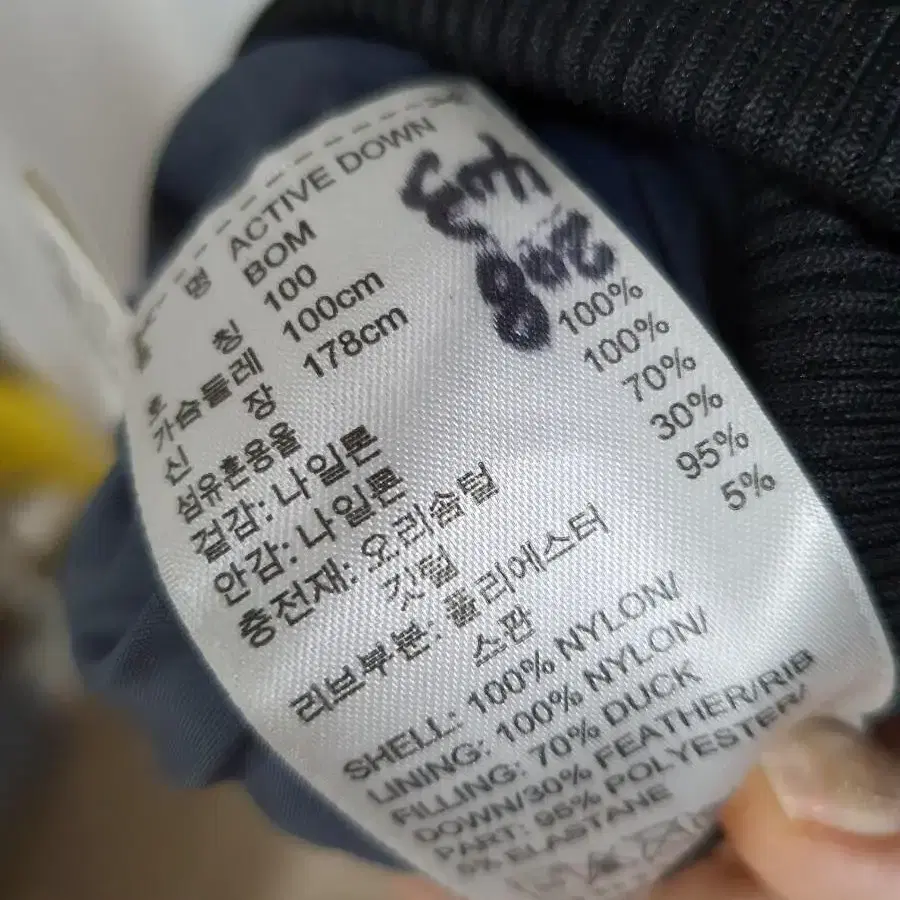 명 ACTIVE DOWN
칭 BOM
호 100
가슴둘레 100cm
신 장 178cm
섬유혼용율
겉감: 나일론 100%
안감: 나일론 100%
충전재: 오리솜털 70%
깃털 30%
리브부분: 폴리에스터 95%
스판 5%
SHELL: 100% NYLON/
LINING: 100% NYLON/
FILLING: 70% DUCK
DOWN/30% FEATHER/RIB
PART: 95% POLYESTER/
5% ELASTANE
403
2008